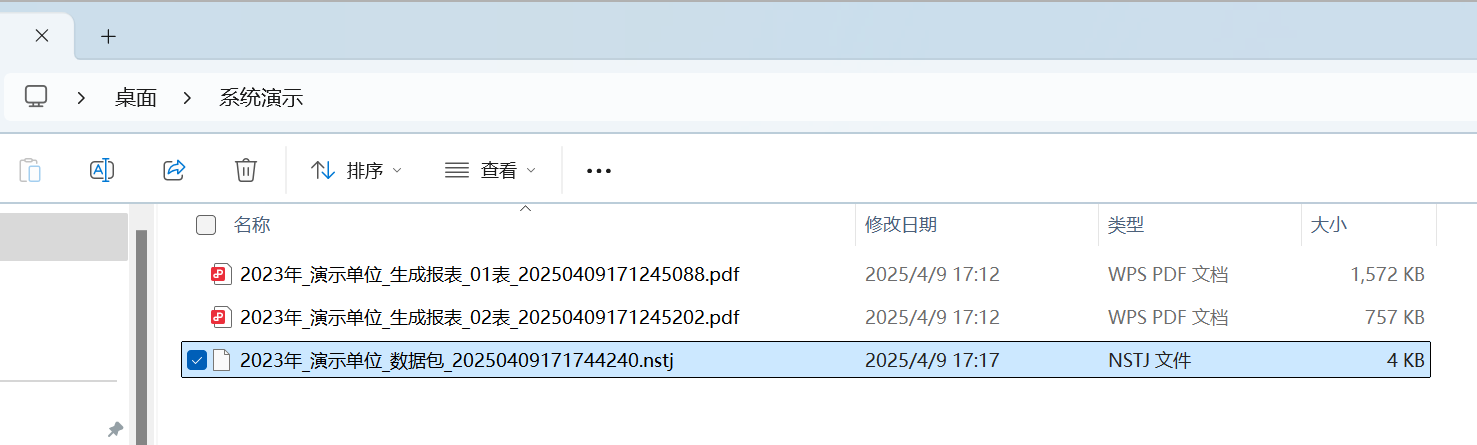 桌面 系统演示
排序 查看
名称 修改日期 类型 大小
2023年_演示单位_生成报表_01表_20250409171245088.pdf 2025/4/9 17:12 WPS PDF 文档 1,572 KB
2023年_演示单位_生成报表_02表_20250409171245202.pdf 2025/4/9 17:12 WPS PDF 文档 757 KB
2023年_演示单位_数据包_20250409171744240.nstj 2025/4/9 17:17 NSTJ 文件 4 KB